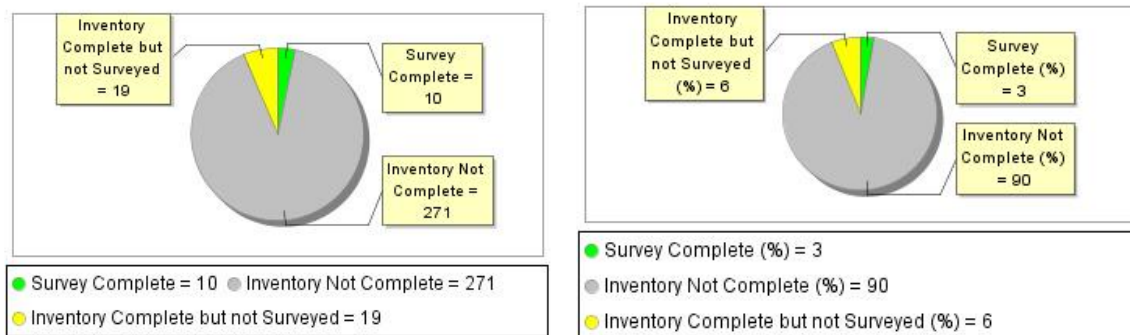 Inventory
Complete but
not Surveyed
= 19
Survey
Complete =
10
Inventory Not
Complete =
271
Survey Complete = 10 Inventory Not Complete = 271
Inventory Complete but not Surveyed = 19
Inventory
Complete but
not Surveyed
(%) = 6
Survey
Complete (%)
= 3
Inventory Not
Complete (%)
= 90
Survey Complete (%) = 3
Inventory Not Complete (%) = 90
Inventory Complete but not Surveyed (%) = 6